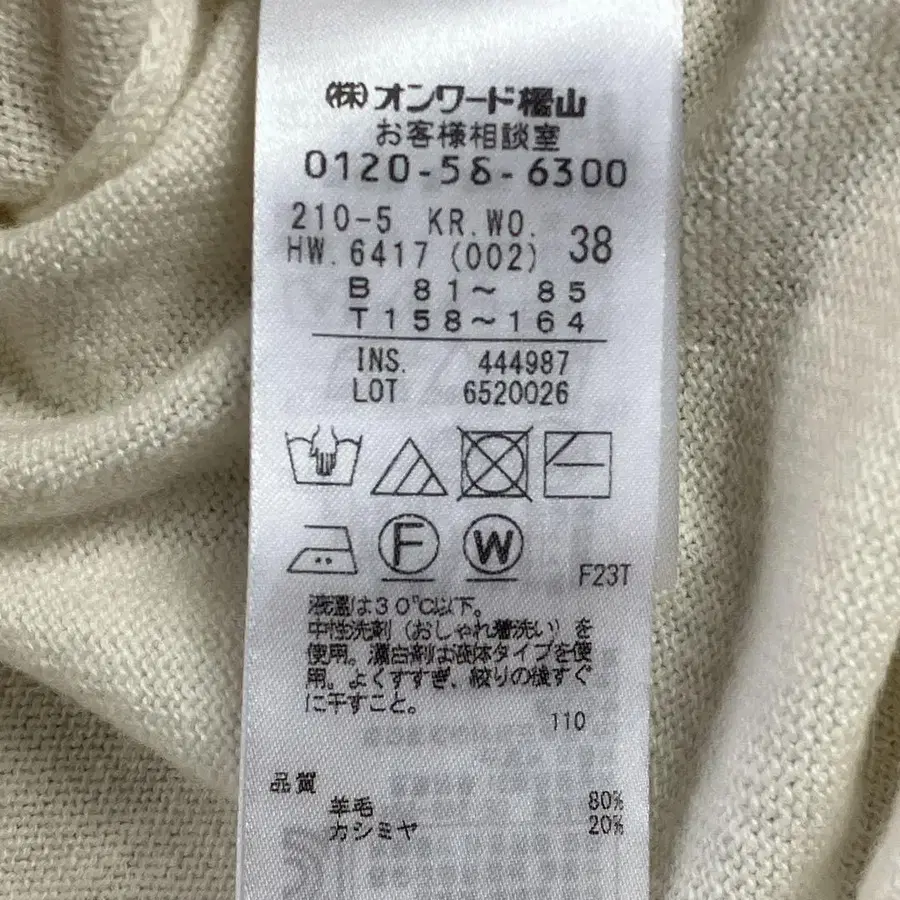 ㈱オンワード樫山
お客様相談室
0120-58-6300
210-5 KR.WO. 38
HW.6417 (002)
B 81～ 85
T158～164
INS. 444987
LOT 6520026
F W
F23T
液温は30℃以下。
中性洗剤（おしゃれ着洗い）を
使用。漂白剤は液体タイプを使
用。よくすすぎ、絞りの後すぐ
に干すこと。
110
品質
羊毛 80%
カシミヤ 20%